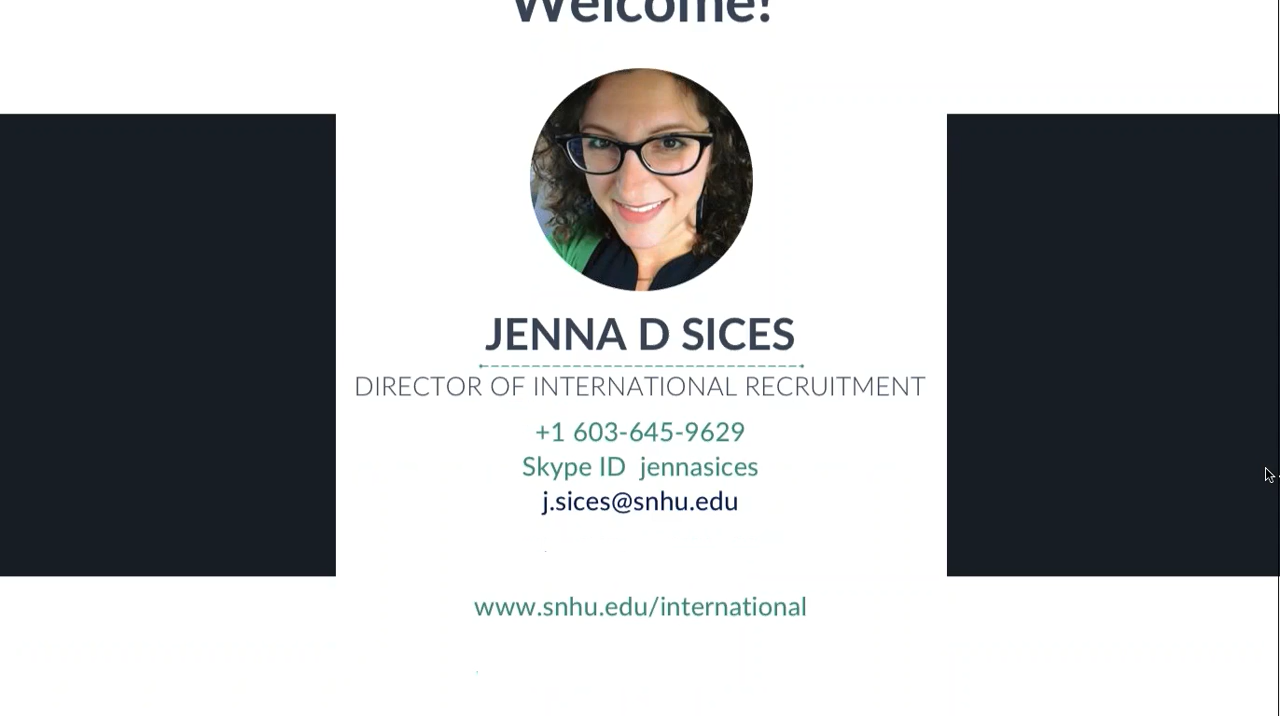 Welcome!
JENNA D SICES
DIRECTOR OF INTERNATIONAL RECRUITMENT
+1 603-645-9629
Skype ID jennasices
j.sices@snhu.edu
www.snhu.edu/international